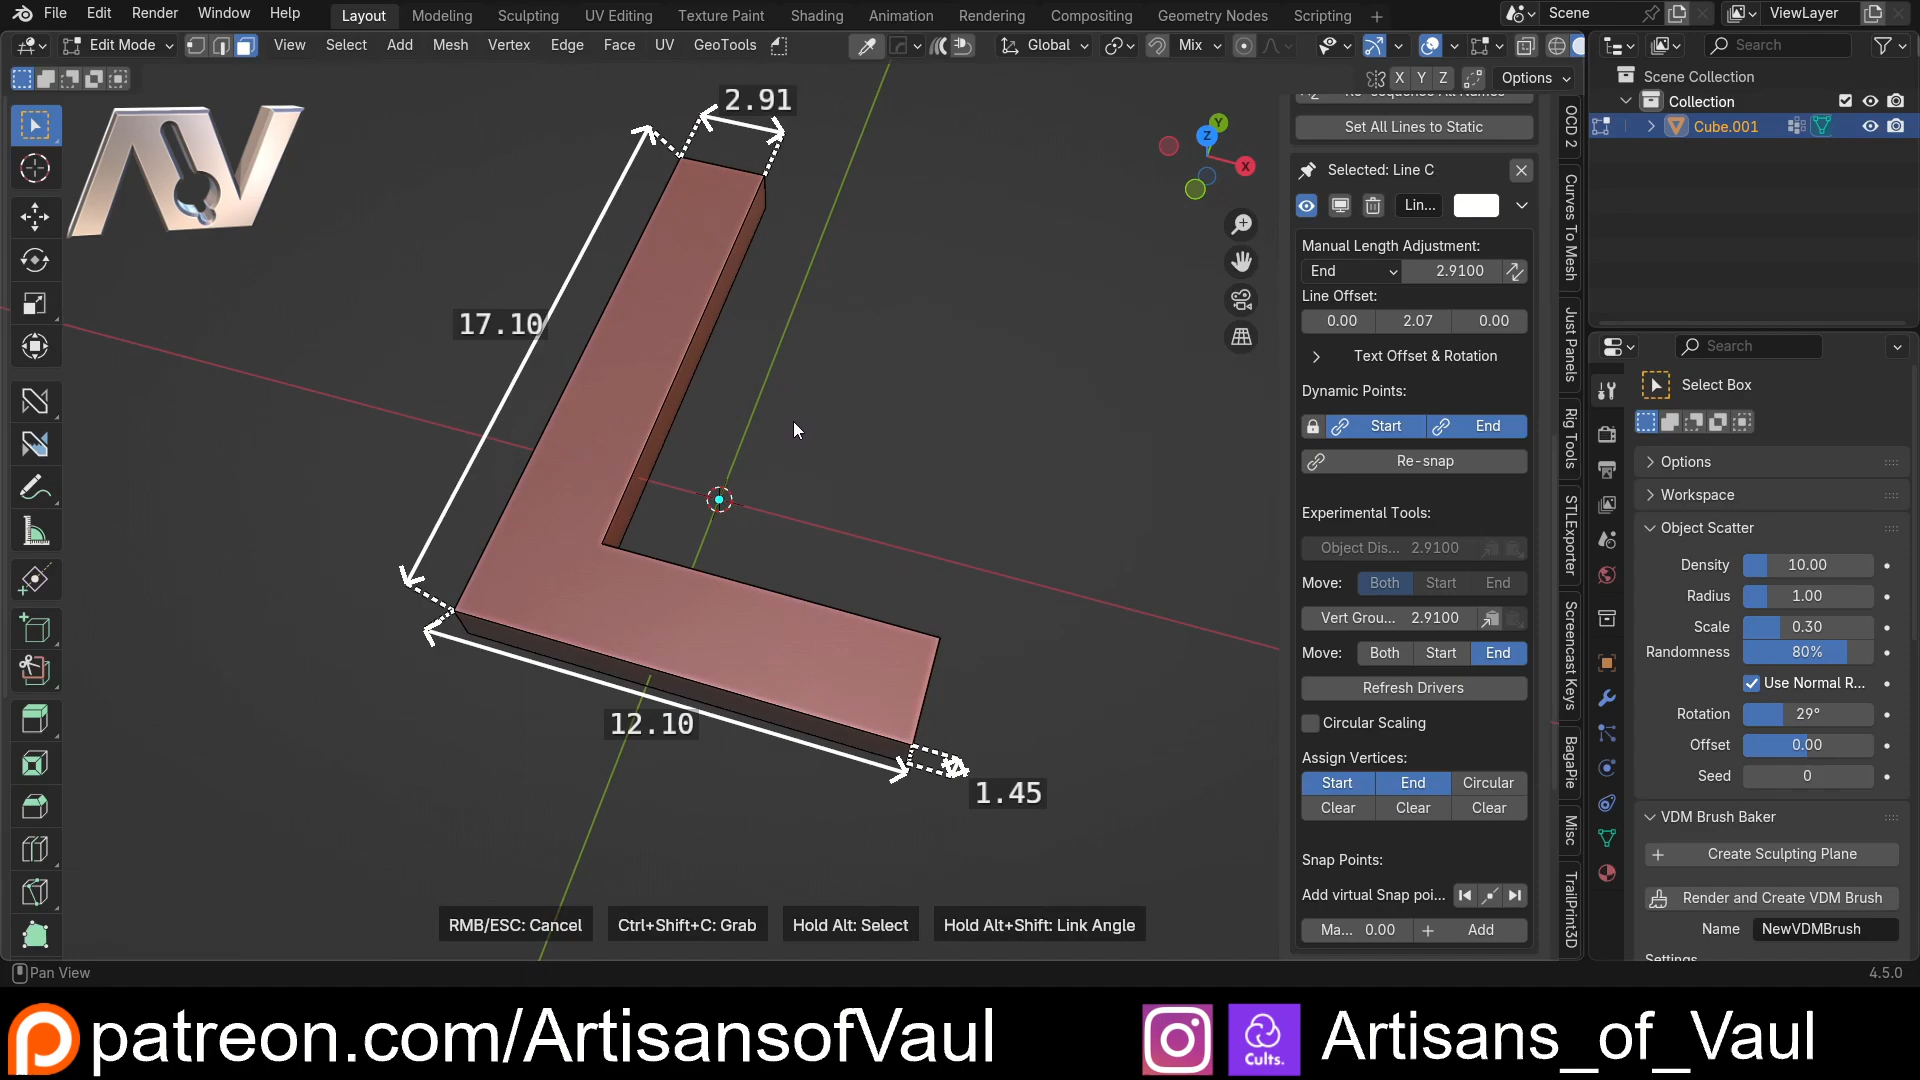 File Edit Render Window Help Layout Modeling Sculpting UV Editing Texture Paint Shading Animation Rendering Compositing Geometry Nodes Scripting + Scene ViewLayer
Edit Mode View Select Add Mesh Vertex Edge Face UV GeoTools Global Mix Search
X Y Z Options
Scene Collection
Collection
Cube.001
2.91
17.10
12.10
1.45
Z Y X
Set All Lines to Static
Selected: Line C
Lin...
Manual Length Adjustment:
End 2.9100
Line Offset:
0.00 2.07 0.00
Text Offset & Rotation
Dynamic Points:
Start End
Re-snap
Experimental Tools:
Object Dis... 2.9100
Move: Both Start End
Vert Grou... 2.9100
Move: Both Start End
Refresh Drivers
Circular Scaling
Assign Vertices:
Start End Circular
Clear Clear Clear
Snap Points:
Add virtual Snap poi...
Ma... 0.00 + Add
OCD 2
Curves To Mesh
Just Panels
Rig Tools
STLExporter
Screencast Keys
BagaPie
Misc
TrailPrint3D
Search
Select Box
Options
Workspace
Object Scatter
Density 10.00
Radius 1.00
Scale 0.30
Randomness 80%
Use Normal R...
Rotation 29°
Offset 0.00
Seed 0
VDM Brush Baker
Create Sculpting Plane
Render and Create VDM Brush
Name NewVDMBrush
RMB/ESC: Cancel Ctrl+Shift+C: Grab Hold Alt: Select Hold Alt+Shift: Link Angle
Pan View 4.5.0
patreon.com/ArtisansofVaul Cults. Artisans_of_Vaul